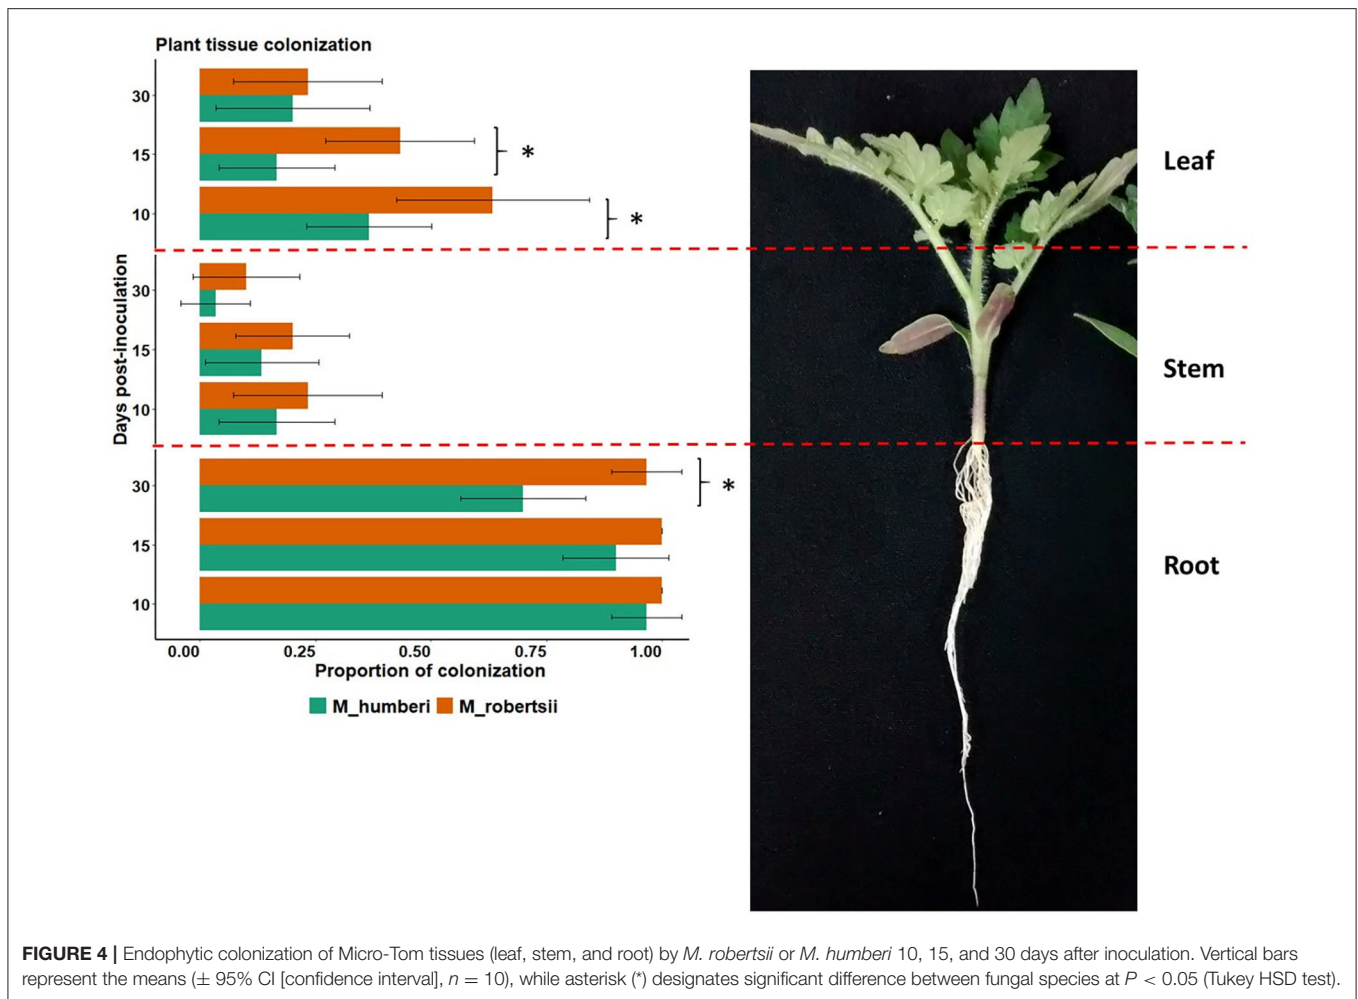 Plant tissue colonization
30
15
*
10
*
30
15
10
30
*
15
10
Days post-inoculation
0.00 0.25 0.50 0.75 1.00
Proportion of colonization
M_humberi M_robertsii
Leaf
Stem
Root
FIGURE 4 | Endophytic colonization of Micro-Tom tissues (leaf, stem, and root) by M. robertsii or M. humberi 10, 15, and 30 days after inoculation. Vertical bars
represent the means (± 95% CI [confidence interval], n = 10), while asterisk (*) designates significant difference between fungal species at P < 0.05 (Tukey HSD test).